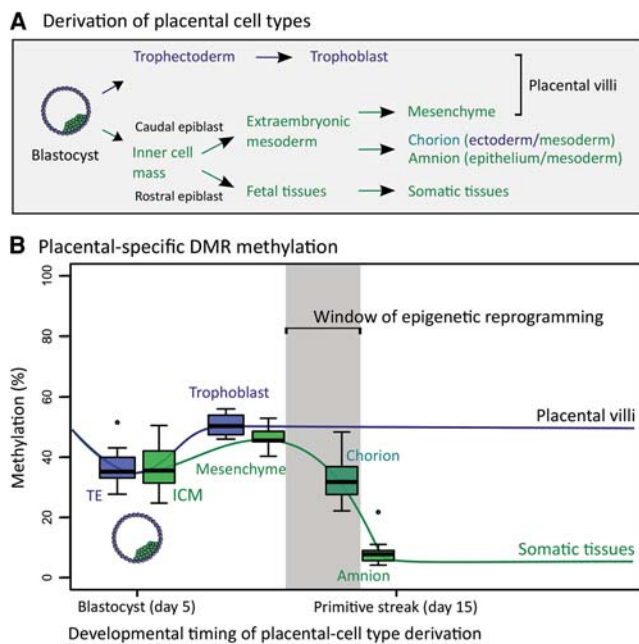 A Derivation of placental cell types
Trophectoderm
Trophoblast
Placental villi
Blastocyst
Caudal epiblast
Inner cell
mass
Rostral epiblast
Extraembryonic
mesoderm
Mesenchyme
Chorion (ectoderm/mesoderm)
Amnion (epithelium/mesoderm)
Fetal tissues
Somatic tissues
B Placental-specific DMR methylation
Methylation (%)
100
80
60
40
20
0
Window of epigenetic reprogramming
Trophoblast
Placental villi
Mesenchyme
Chorion
TE
ICM
Amnion
Somatic tissues
Blastocyst (day 5)
Primitive streak (day 15)
Developmental timing of placental-cell type derivation